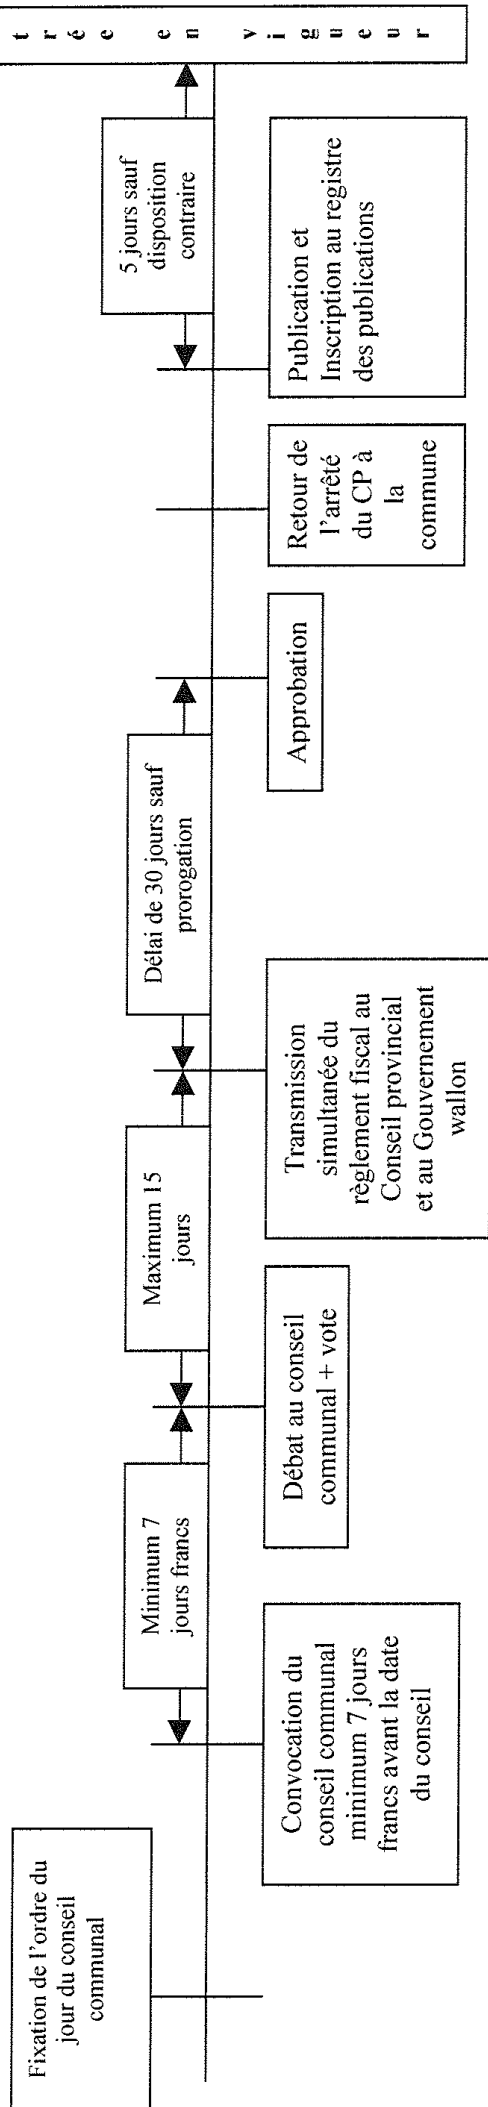 Fixation de l'ordre du
jour du conseil
communal
Convocation du
conseil communal
minimum 7 jours
francs avant la date
du conseil
Minimum 7
jours francs
Débat au conseil
communal + vote
Maximum 15
jours
Transmission
simultanée du
règlement fiscal au
Conseil provincial
et au Gouvernement
wallon
Délai de 30 jours sauf
prorogation
Approbation
Retour de
l'arrêté
du CP à
la
commune
Publication et
Inscription au registre
des publications
5 jours sauf
disposition
contraire
t
r
é
e
e
n
v
i
g
u
e
u
r